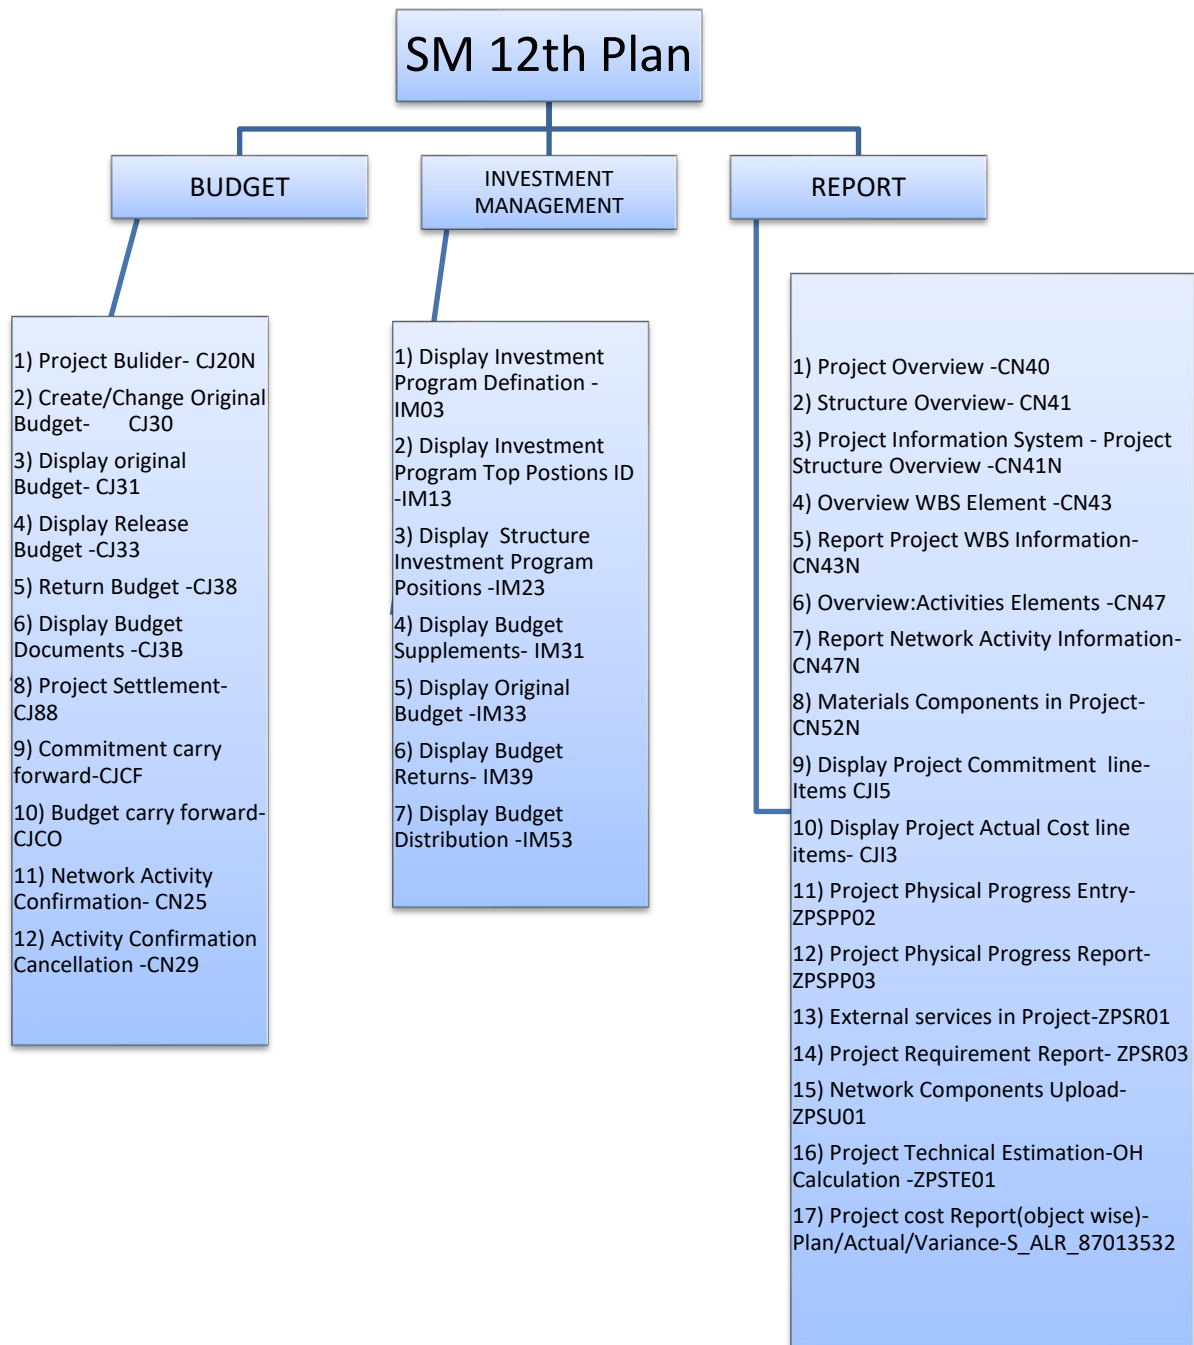 SM 12th Plan
BUDGET
INVESTMENT
MANAGEMENT
REPORT
1) Project Bulider- CJ20N
2) Create/Change Original
Budget- CJ30
3) Display original
Budget- CJ31
4) Display Release
Budget -CJ33
5) Return Budget -CJ38
6) Display Budget
Documents -CJ3B
8) Project Settlement-
CJ88
9) Commitment carry
forward-CJCF
10) Budget carry forward-
CJCO
11) Network Activity
Confirmation- CN25
12) Activity Confirmation
Cancellation -CN29
1) Display Investment
Program Defination -
IM03
2) Display Investment
Program Top Postions ID
-IM13
3) Display Structure
Investment Program
Positions -IM23
4) Display Budget
Supplements- IM31
5) Display Original
Budget -IM33
6) Display Budget
Returns- IM39
7) Display Budget
Distribution -IM53
1) Project Overview -CN40
2) Structure Overview- CN41
3) Project Information System - Project
Structure Overview -CN41N
4) Overview WBS Element -CN43
5) Report Project WBS Information-
CN43N
6) Overview:Activities Elements -CN47
7) Report Network Activity Information-
CN47N
8) Materials Components in Project-
CN52N
9) Display Project Commitment line-
Items CJI5
10) Display Project Actual Cost line
items- CJI3
11) Project Physical Progress Entry-
ZPSPP02
12) Project Physical Progress Report-
ZPSPP03
13) External services in Project-ZPSR01
14) Project Requirement Report- ZPSR03
15) Network Components Upload-
ZPSU01
16) Project Technical Estimation-OH
Calculation -ZPSTE01
17) Project cost Report(object wise)-
Plan/Actual/Variance-S_ALR_87013532